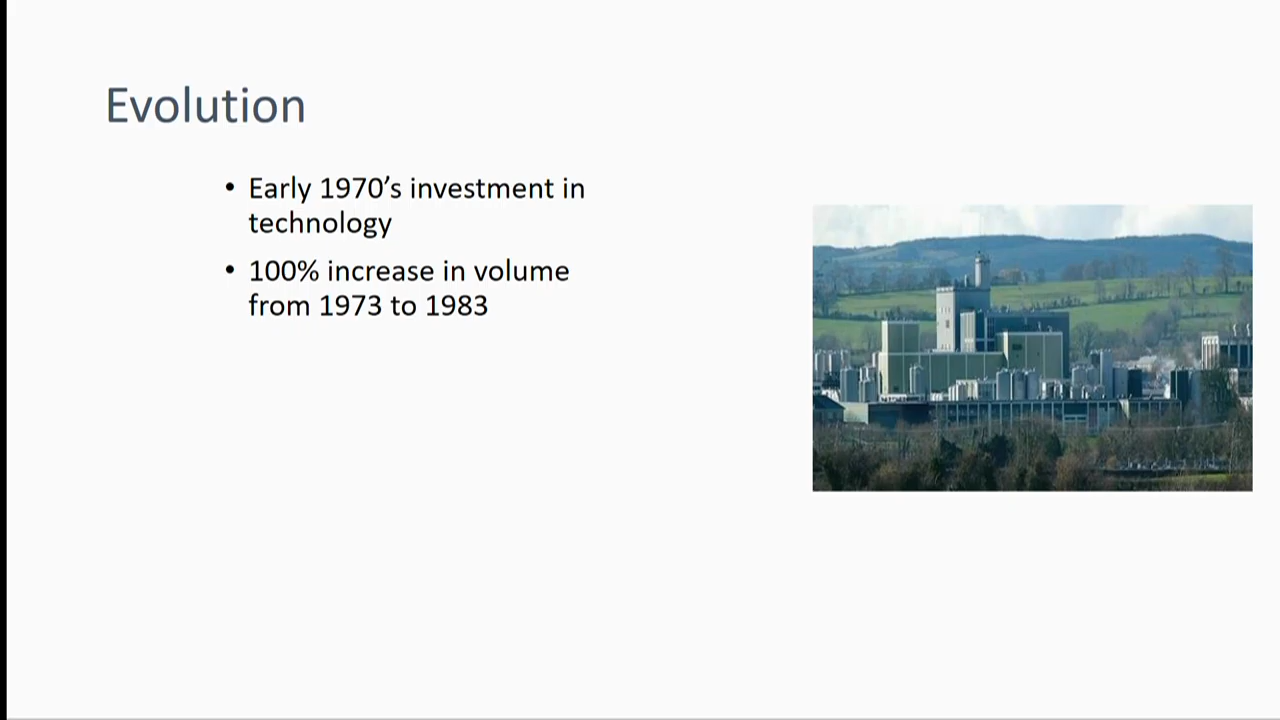 Evolution
• Early 1970’s investment in
technology
• 100% increase in volume
from 1973 to 1983